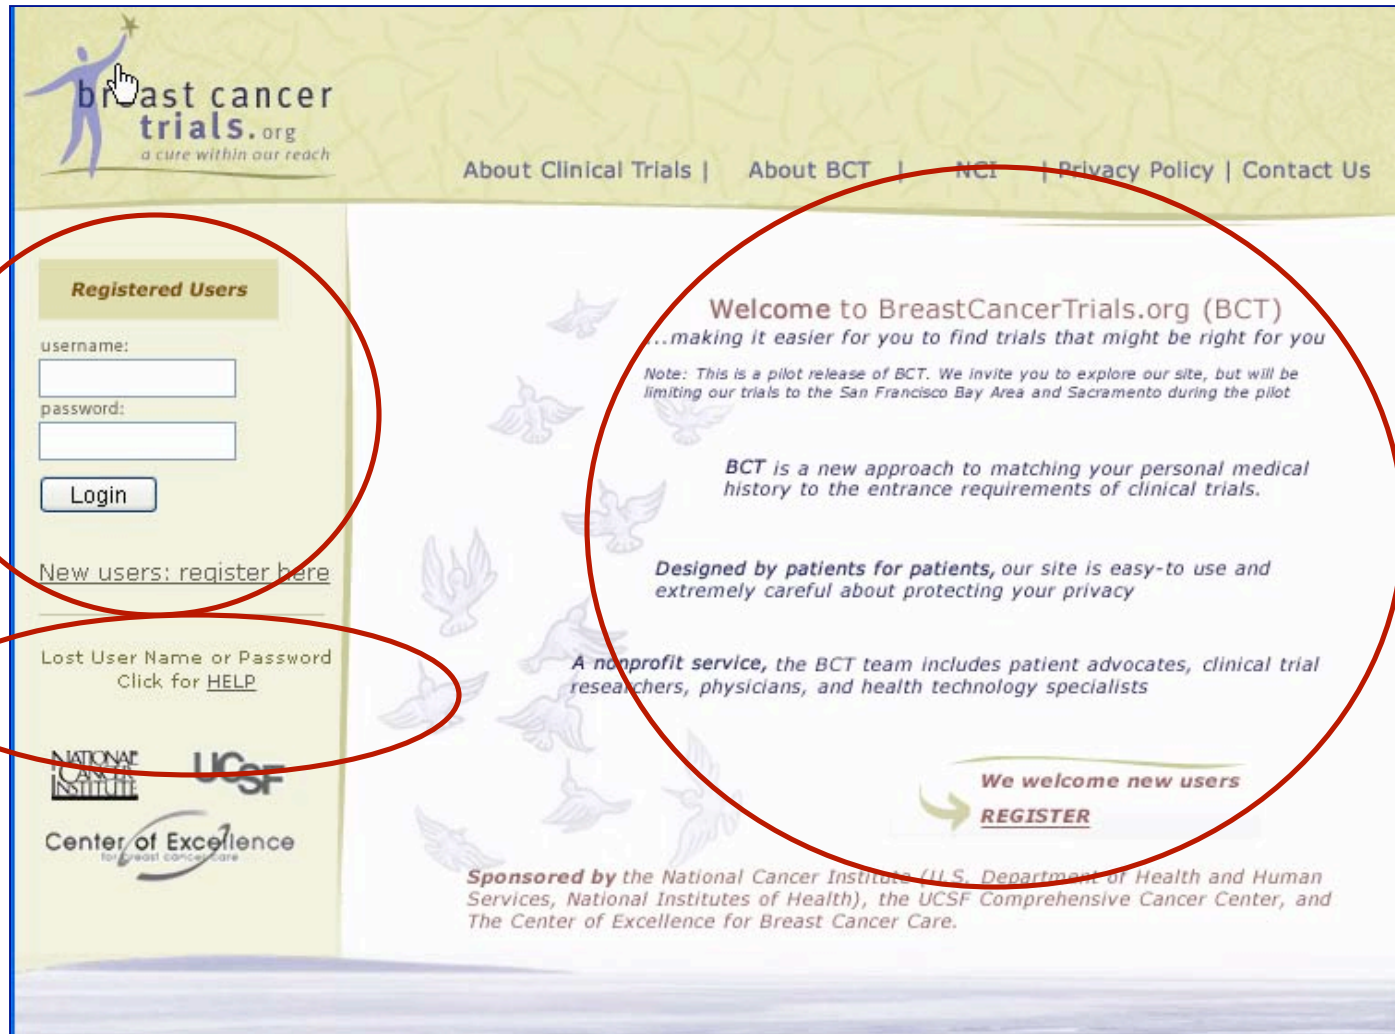 breast cancer
trials.org
a cure within our reach
About Clinical Trials | About BCT | NCI | Privacy Policy | Contact Us
Registered Users
username:
password:
Login
New users: register here
Lost User Name or Password
Click for HELP
NATIONAL
CANCER
INSTITUTE
UCSF
Center of Excellence
for breast cancer care
Welcome to BreastCancerTrials.org (BCT)
...making it easier for you to find trials that might be right for you
Note: This is a pilot release of BCT. We invite you to explore our site, but will be
limiting our trials to the San Francisco Bay Area and Sacramento during the pilot
BCT is a new approach to matching your personal medical
history to the entrance requirements of clinical trials.
Designed by patients for patients, our site is easy-to use and
extremely careful about protecting your privacy
A nonprofit service, the BCT team includes patient advocates, clinical trial
researchers, physicians, and health technology specialists
We welcome new users
REGISTER
Sponsored by the National Cancer Institute (U.S. Department of Health and Human
Services, National Institutes of Health), the UCSF Comprehensive Cancer Center, and
The Center of Excellence for Breast Cancer Care.